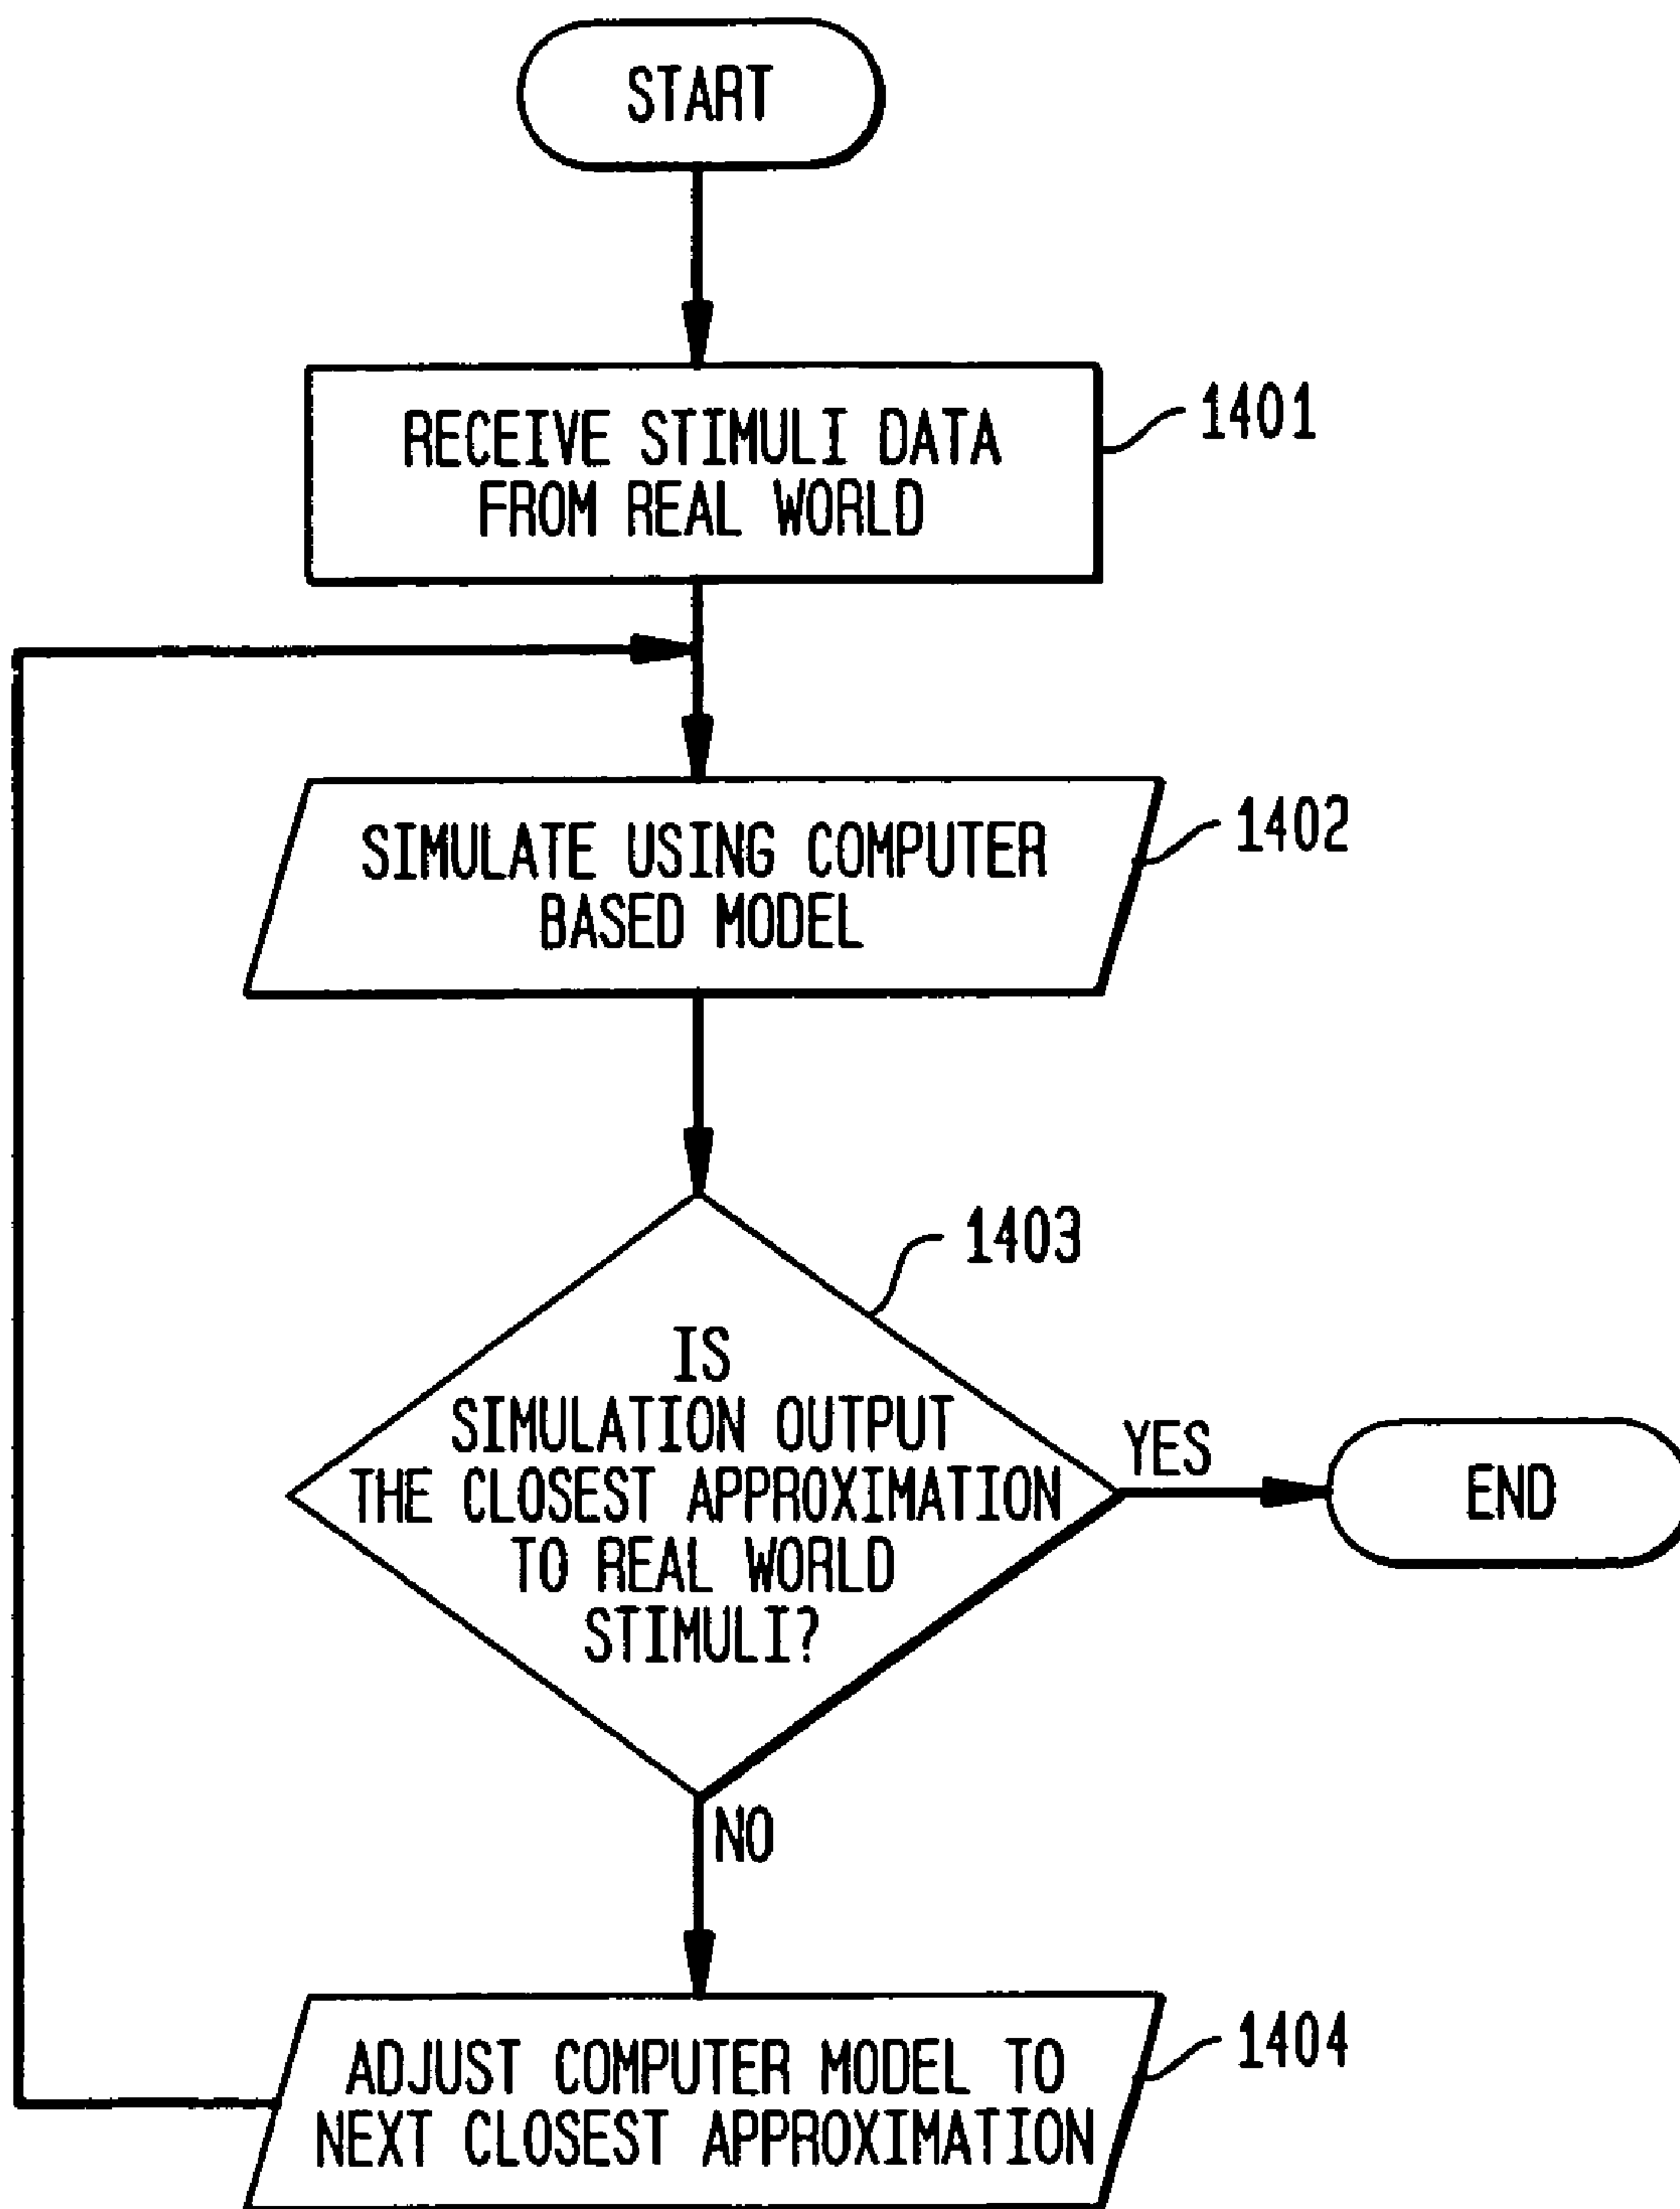 START
RECEIVE STIMULI DATA
FROM REAL WORLD
1401
SIMULATE USING COMPUTER
BASED MODEL
1402
1403
IS
SIMULATION OUTPUT
THE CLOSEST APPROXIMATION
TO REAL WORLD
STIMULI?
YES
END
NO
ADJUST COMPUTER MODEL TO
NEXT CLOSEST APPROXIMATION
1404